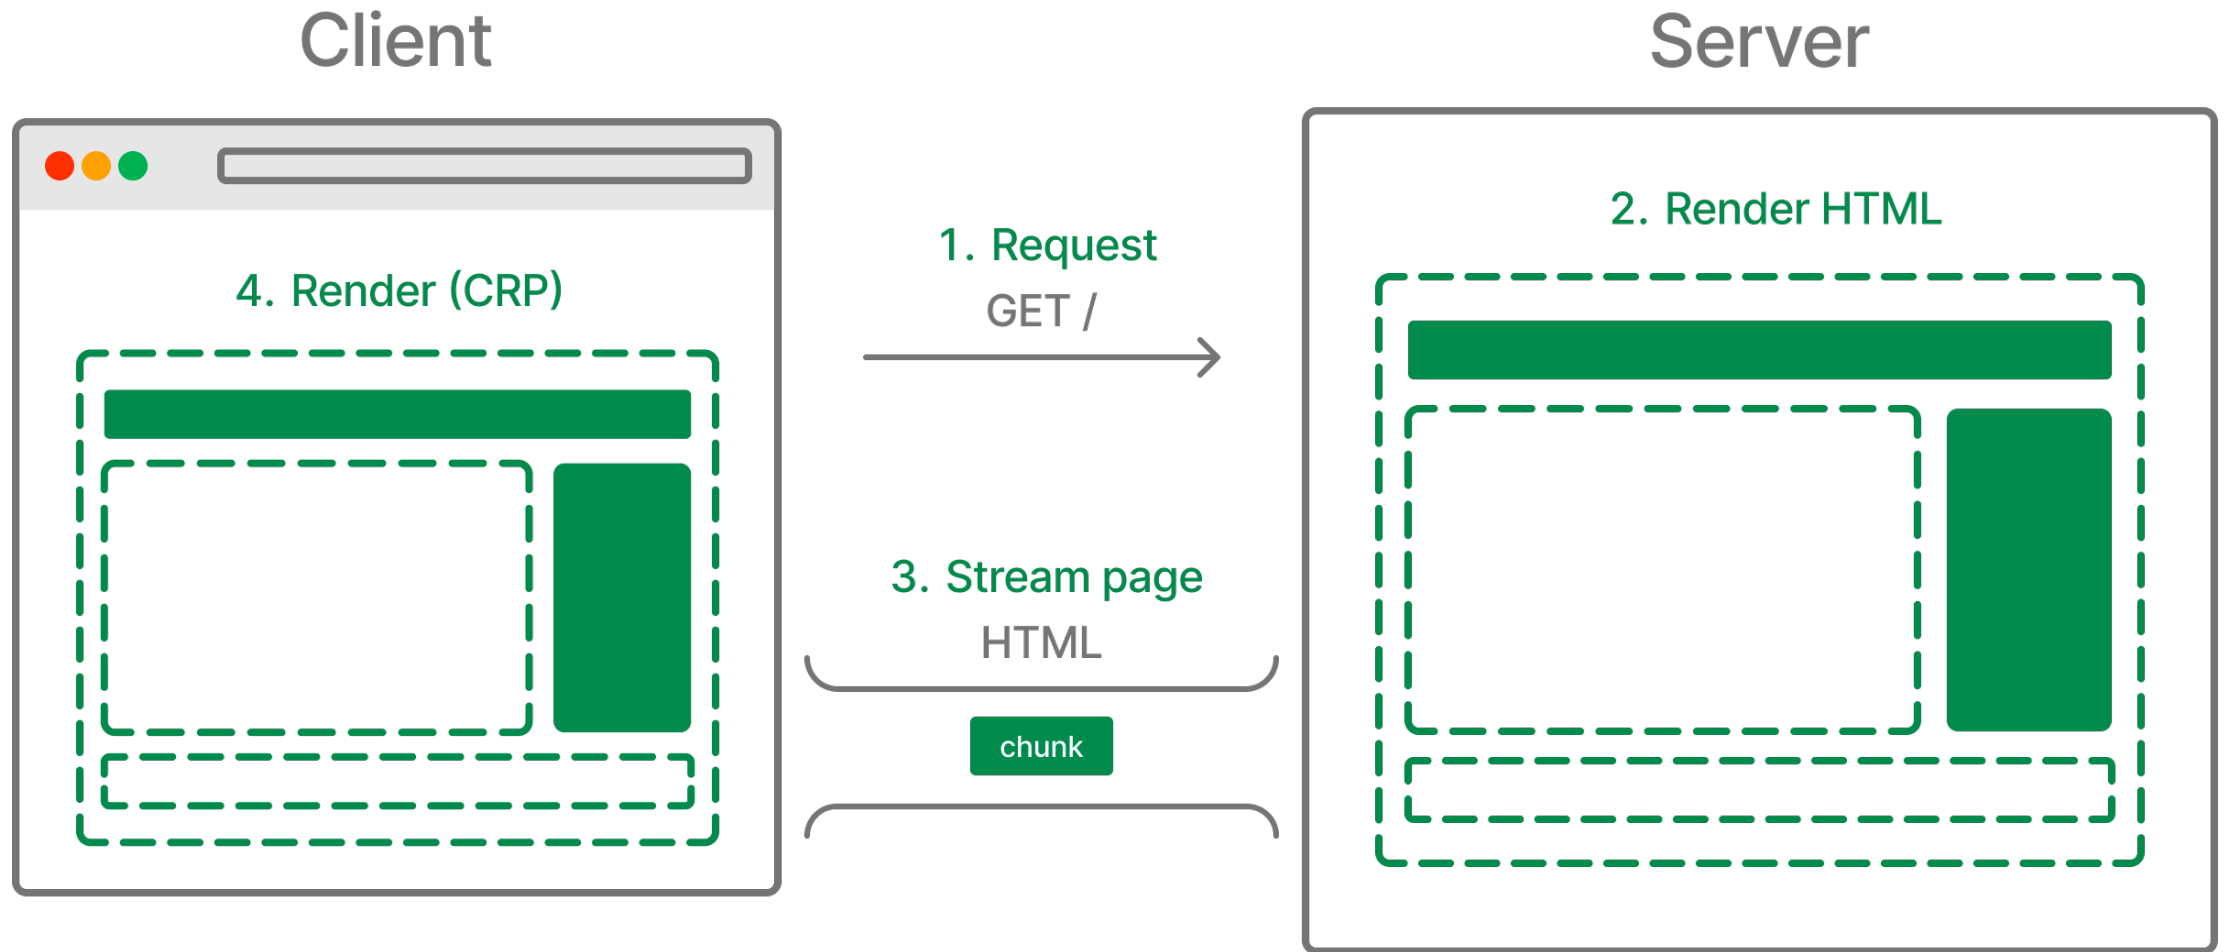 Client
Server
4. Render (CRP)
1. Request
GET /
2. Render HTML
3. Stream page
HTML
chunk